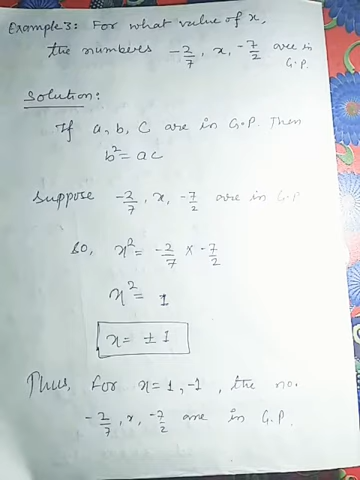 Example 3: For what value of x,
the numbers -2/7, x, -7/2 are in
G.P.
Solution:
If a, b, c are in G.P. Then
b² = ac
Suppose -2/7, x, -7/2 are in G.P
so, x² = -2/7 × -7/2
x² = 1
x = ± 1
Thus, for x = 1, -1, the no.
-2/7, x, -7/2 are in G.P.